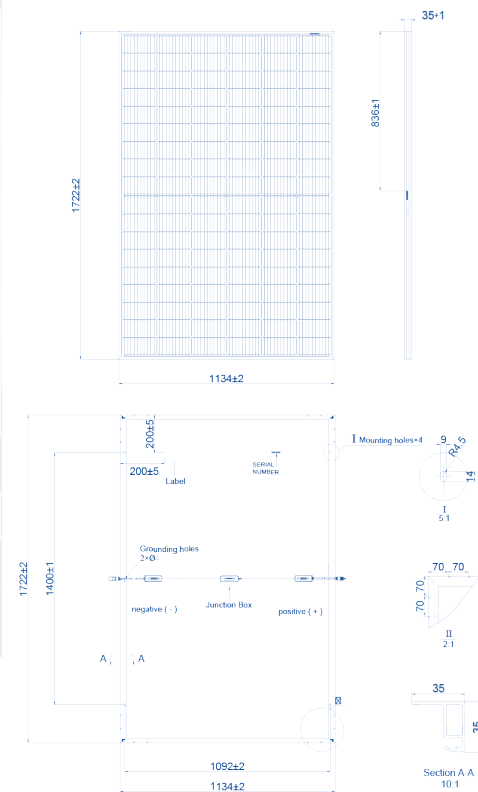 35+1
836±1
1722±2
1134±2
200±5
I Mounting holes×4
9
R4.5
14
200±5
SERIAL
NUMBER
Label
I
5:1
Grounding holes
2×Ø
1722±2
1400±1
70 70
70
70
negative ( - )
Junction Box
positive ( + )
II
2:1
A A
35
35
1092±2
1134±2
Section A-A
10:1